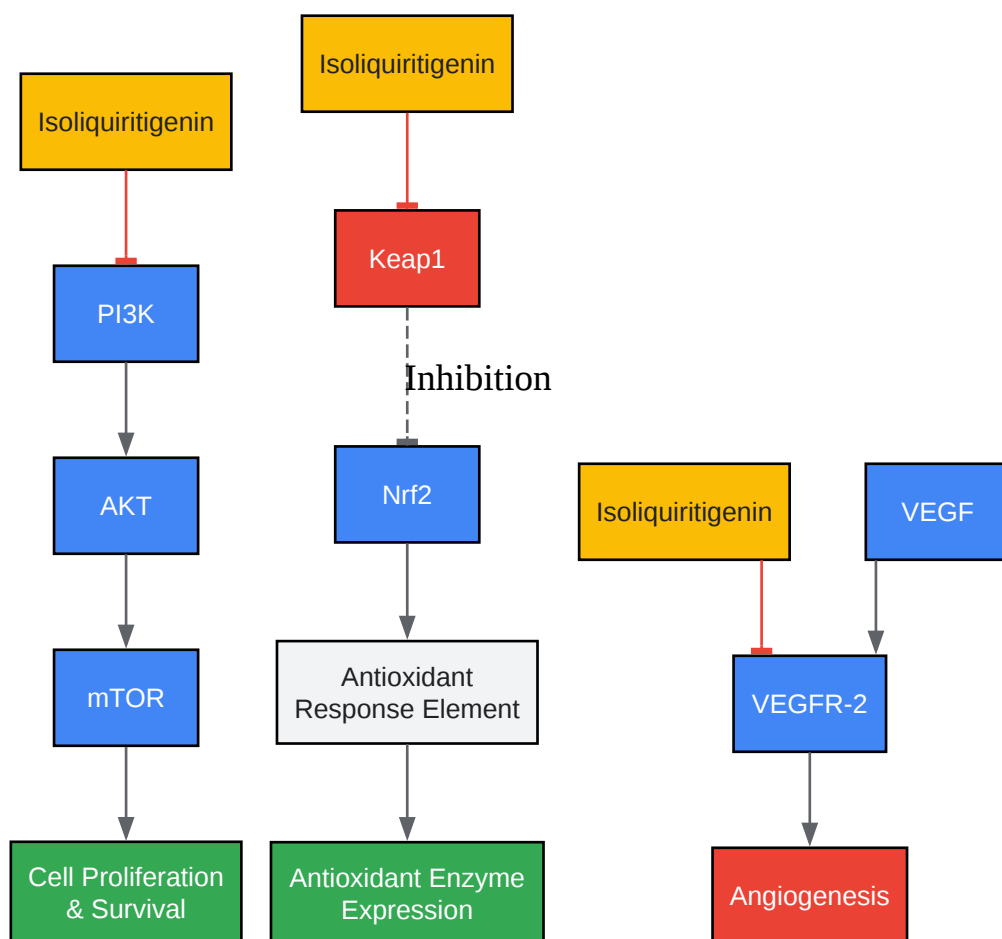 Isoliquiritigenin
PI3K
AKT
mTOR
Cell Proliferation
& Survival
Isoliquiritigenin
Keap1
Inhibition
Nrf2
Antioxidant
Response Element
Antioxidant Enzyme
Expression
Isoliquiritigenin
VEGF
VEGFR-2
Angiogenesis